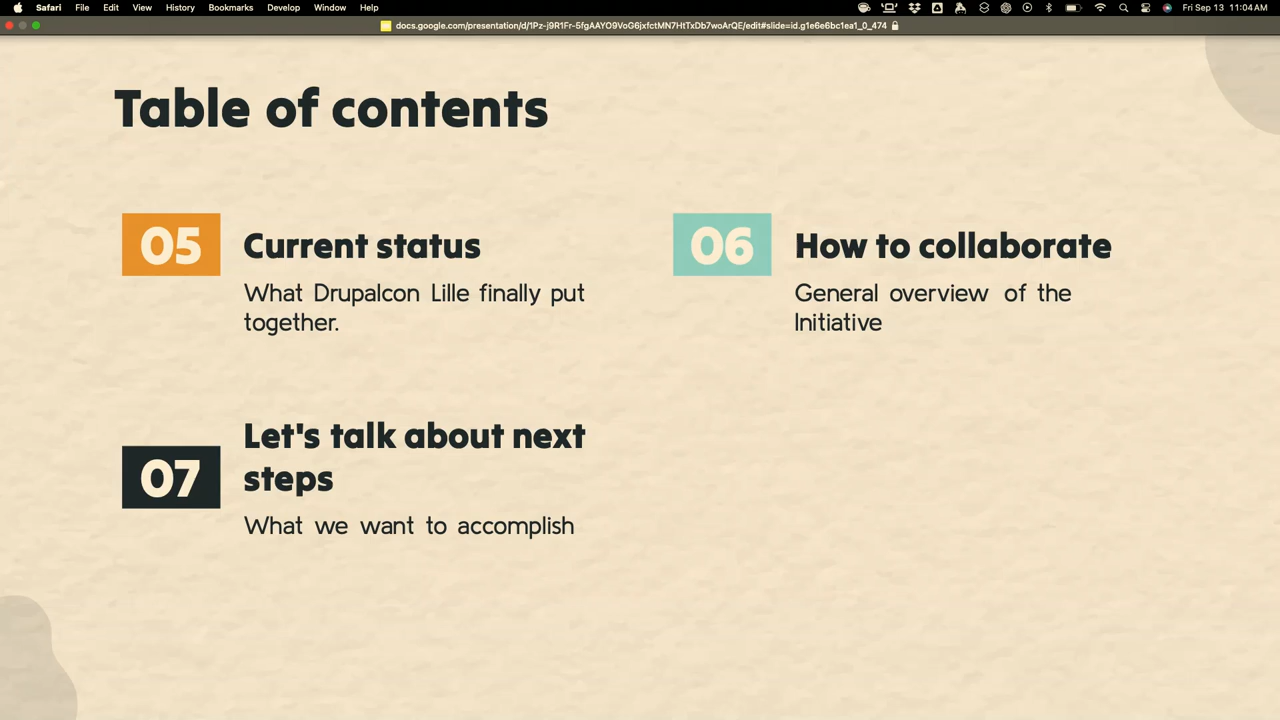 Safari File Edit View History Bookmarks Develop Window Help Fri Sep 13 11:04 AM
docs.google.com/presentation/d/1Pz-j9R1Fr-5fgAAYO9VoG6jxfctMN7HtTxDb7woArQE/edit#slide=id.g1e6e6bc1ea1_0_474
Table of contents
05 Current status
What Drupalcon Lille finally put
together.
06 How to collaborate
General overview of the
Initiative
07 Let's talk about next
steps
What we want to accomplish